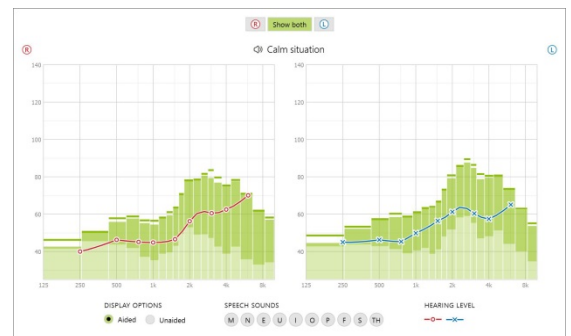 R Show both L
R Calm situation L
140 140
120 120
100 100
80 80
60 60
40 40
125 250 500 1k 2k 4k 8k 125 250 500 1k 2k 4k 8k
DISPLAY OPTIONS SPEECH SOUNDS HEARING LEVEL
Aided Unaided M N E U I O P F S TH